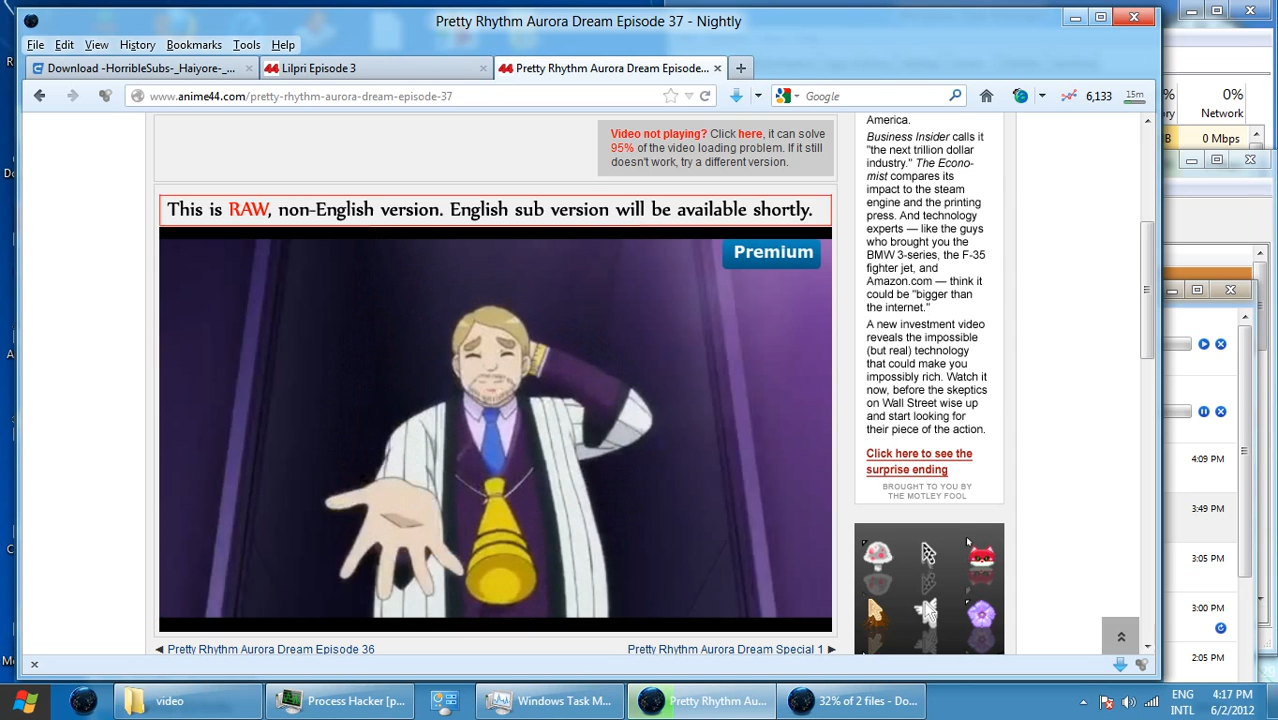 Pretty Rhythm Aurora Dream Episode 37 - Nightly
File Edit View History Bookmarks Tools Help
Download -HorribleSubs-_Haiyore-_...
Lilpri Episode 3
Pretty Rhythm Aurora Dream Episode...
www.anime44.com/pretty-rhythm-aurora-dream-episode-37
Google
6,133
15m
Video not playing? Click here, it can solve
95% of the video loading problem. If it still
doesn't work, try a different version.
This is RAW, non-English version. English sub version will be available shortly.
Premium
Pretty Rhythm Aurora Dream Episode 36
Pretty Rhythm Aurora Dream Special 1
America.
Business Insider calls it
"the next trillion dollar
industry." The Econo-
mist compares its
impact to the steam
engine and the printing
press. And technology
experts — like the guys
who brought you the
BMW 3-series, the F-35
fighter jet, and
Amazon.com — think it
could be "bigger than
the internet."
A new investment video
reveals the impossible
(but real) technology
that could make you
impossibly rich. Watch it
now, before the skeptics
on Wall Street wise up
and start looking for
their piece of the action.
Click here to see the
surprise ending
BROUGHT TO YOU BY
THE MOTLEY FOOL
% 0%
ry Network
B 0 Mbps
4:09 PM
3:49 PM
3:05 PM
3:00 PM
2:05 PM
video
Process Hacker [p...
Windows Task M...
Pretty Rhythm Au...
32% of 2 files - Do...
ENG
INTL
4:17 PM
6/2/2012